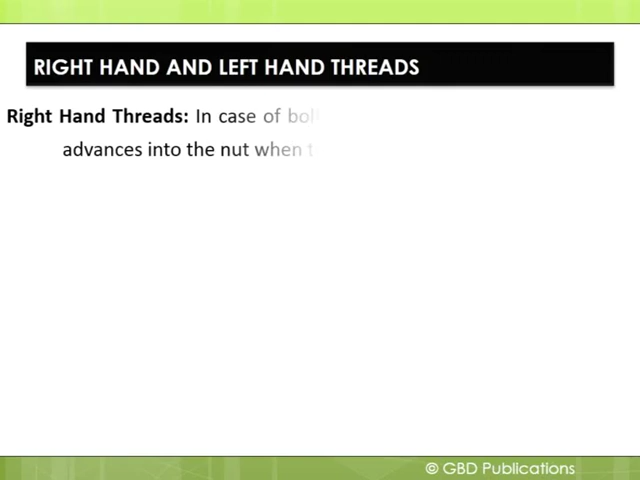 RIGHT HAND AND LEFT HAND THREADS
Right Hand Threads: In case of
advances into the nut when
© GBD Publications